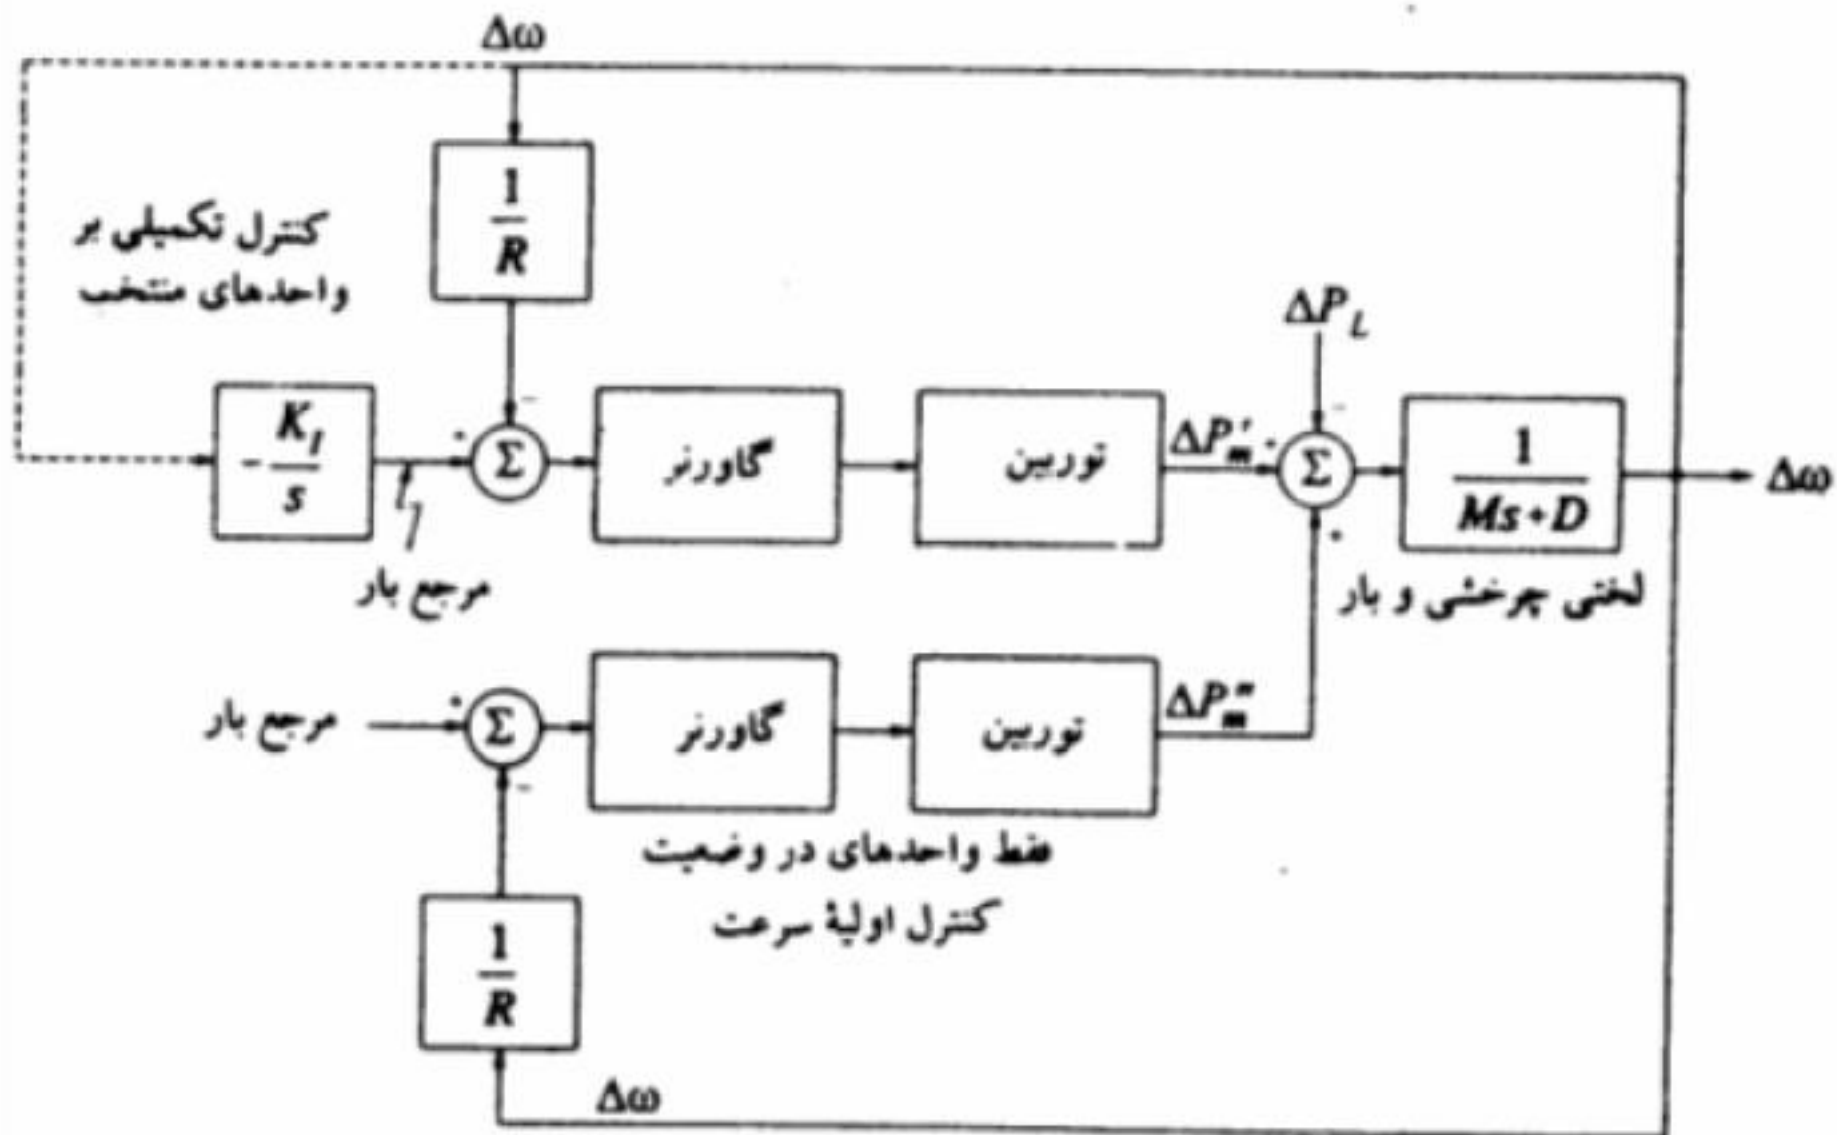 Δω
1
R
کنترل تکمیلی بر
واحدهای منتخب
ΔP_L
- K_I
s
Σ
گاورنر
توربین
ΔP'_m
Σ
1
Ms+D
Δω
مرجع بار
لختی چرخشی و بار
مرجع بار
Σ
گاورنر
توربین
ΔP"_m
فقط واحدهای در وضعیت
کنترل اولیهٔ سرعت
1
R
Δω